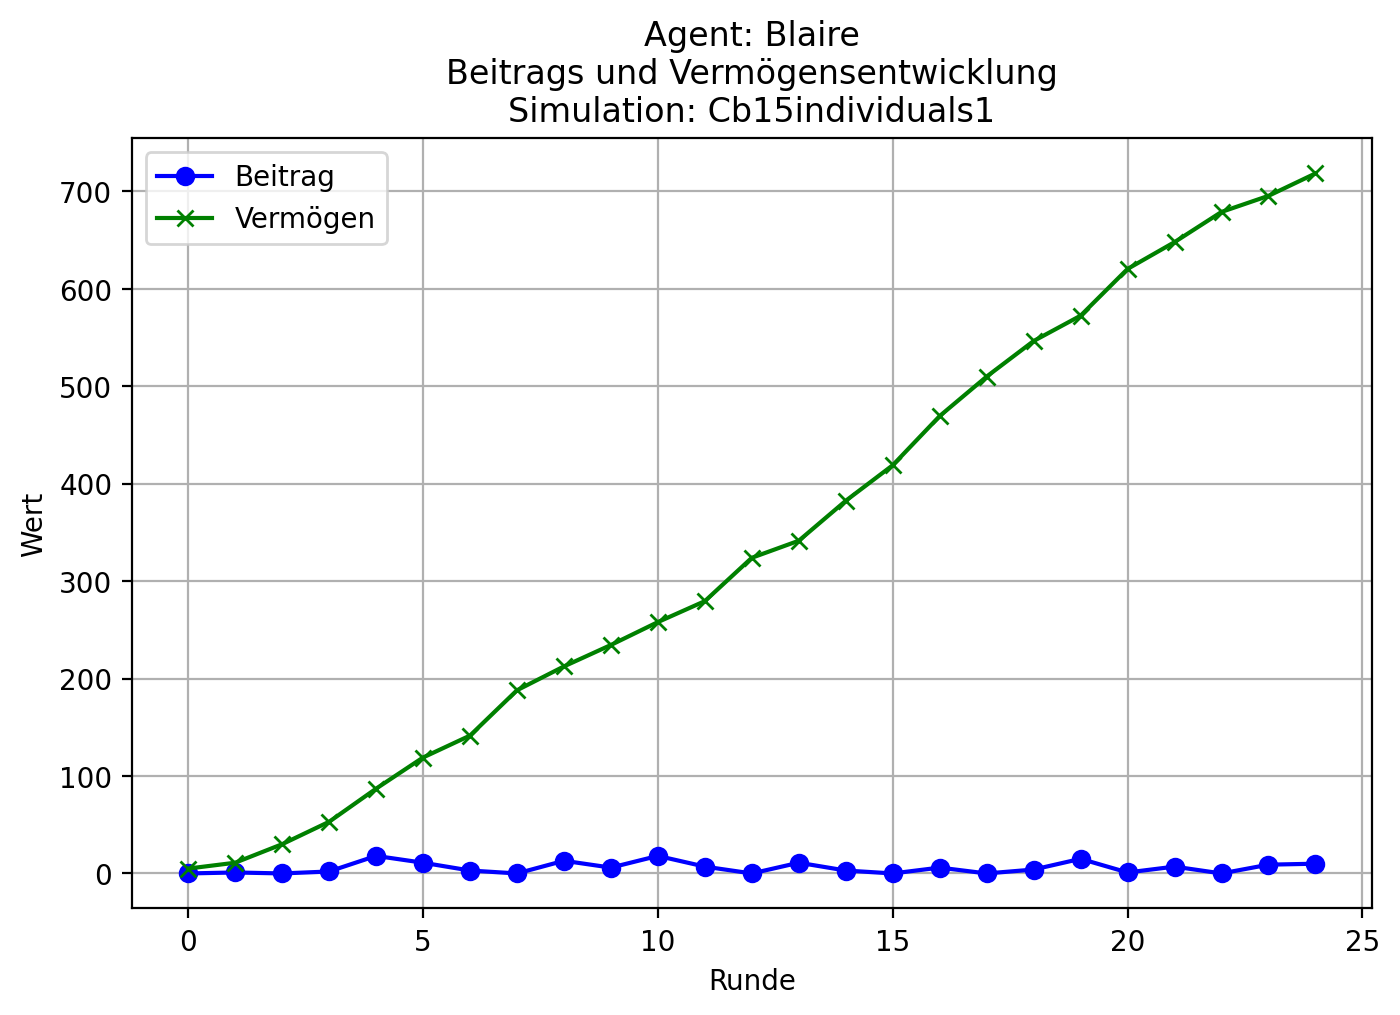 Agent: Blaire
Beitrags und Vermögensentwicklung
Simulation: Cb15individuals1
Beitrag
Vermögen
700
600
500
400
300
200
100
0
Wert
0 5 10 15 20 25
Runde